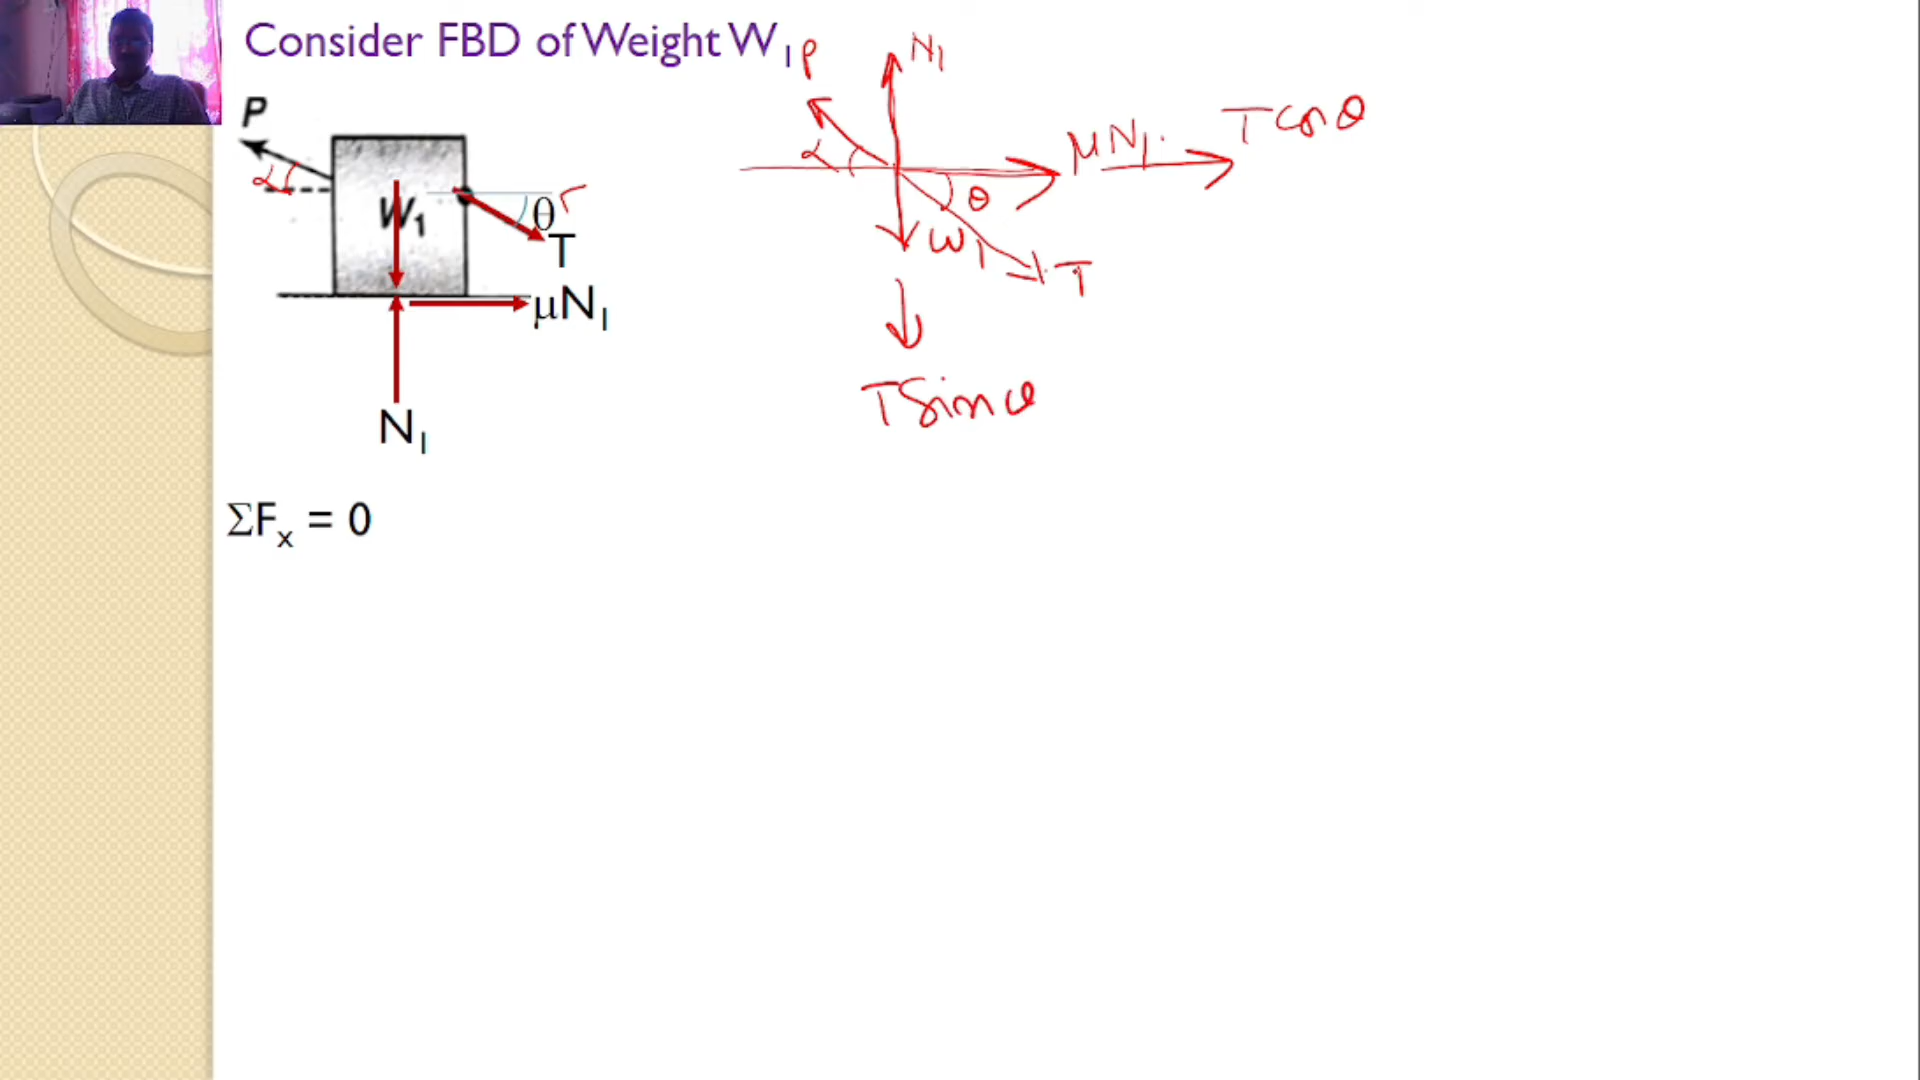 Consider FBD of Weight W₁
P
α
W₁
θ
T
μN₁
N₁
ΣFₓ = 0
P
N₁
α
μN₁
T cos θ
θ
W₁
T
T sin θ